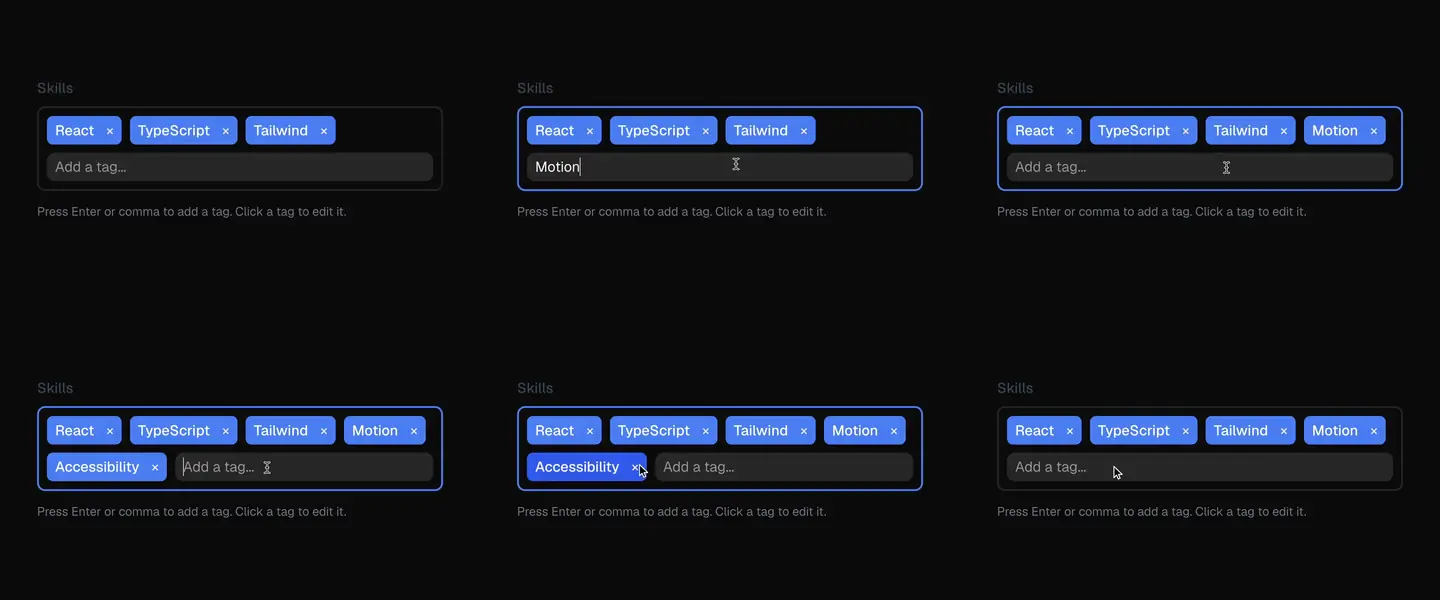 Skills
React × TypeScript × Tailwind ×
Add a tag...
Press Enter or comma to add a tag. Click a tag to edit it.
Skills
React × TypeScript × Tailwind ×
Motion
Press Enter or comma to add a tag. Click a tag to edit it.
Skills
React × TypeScript × Tailwind × Motion ×
Add a tag...
Press Enter or comma to add a tag. Click a tag to edit it.
Skills
React × TypeScript × Tailwind × Motion ×
Accessibility × Add a tag...
Press Enter or comma to add a tag. Click a tag to edit it.
Skills
React × TypeScript × Tailwind × Motion ×
Accessibility × Add a tag...
Press Enter or comma to add a tag. Click a tag to edit it.
Skills
React × TypeScript × Tailwind × Motion ×
Add a tag...
Press Enter or comma to add a tag. Click a tag to edit it.